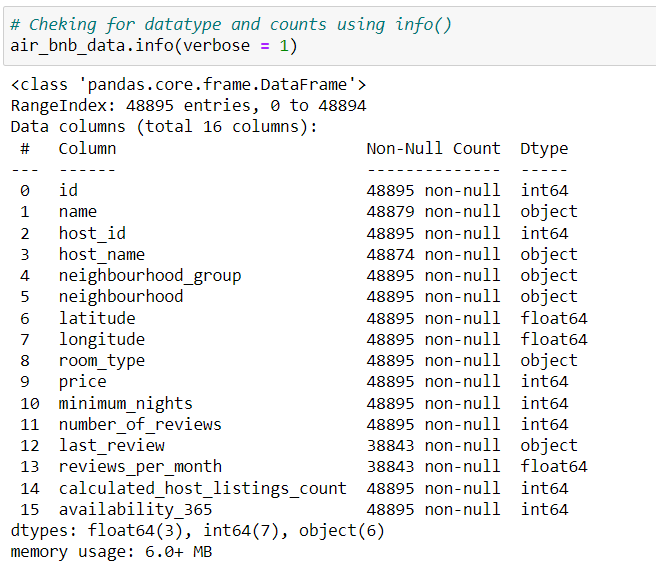 # Cheking for datatype and counts using info()
air_bnb_data.info(verbose = 1)
<class 'pandas.core.frame.DataFrame'>
RangeIndex: 48895 entries, 0 to 48894
Data columns (total 16 columns):
 #   Column                          Non-Null Count  Dtype
---  ------                          --------------  -----
 0   id                              48895 non-null  int64
 1   name                            48879 non-null  object
 2   host_id                         48895 non-null  int64
 3   host_name                       48874 non-null  object
 4   neighbourhood_group             48895 non-null  object
 5   neighbourhood                   48895 non-null  object
 6   latitude                        48895 non-null  float64
 7   longitude                       48895 non-null  float64
 8   room_type                       48895 non-null  object
 9   price                           48895 non-null  int64
 10  minimum_nights                  48895 non-null  int64
 11  number_of_reviews               48895 non-null  int64
 12  last_review                     38843 non-null  object
 13  reviews_per_month               38843 non-null  float64
 14  calculated_host_listings_count  48895 non-null  int64
 15  availability_365                48895 non-null  int64
dtypes: float64(3), int64(7), object(6)
memory usage: 6.0+ MB